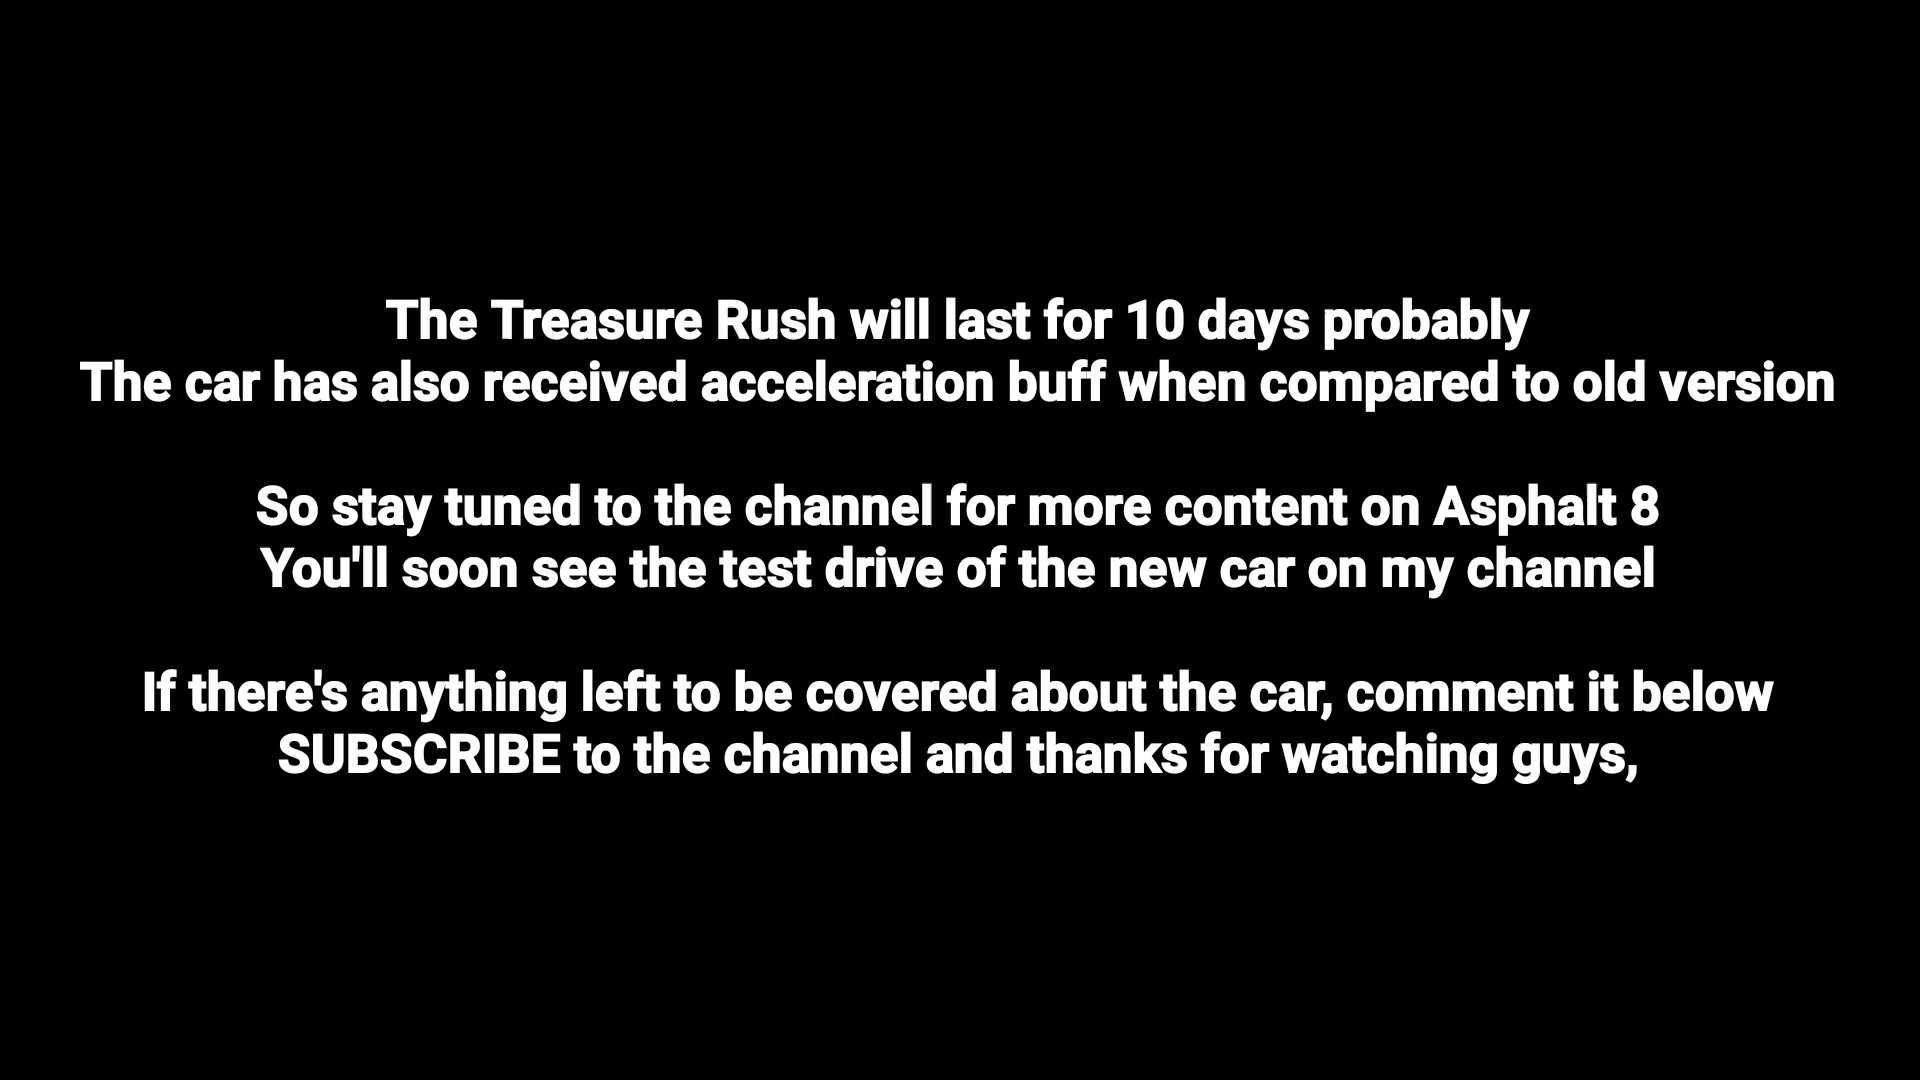 The Treasure Rush will last for 10 days probably
The car has also received acceleration buff when compared to old version
So stay tuned to the channel for more content on Asphalt 8
You'll soon see the test drive of the new car on my channel
If there's anything left to be covered about the car, comment it below
SUBSCRIBE to the channel and thanks for watching guys,